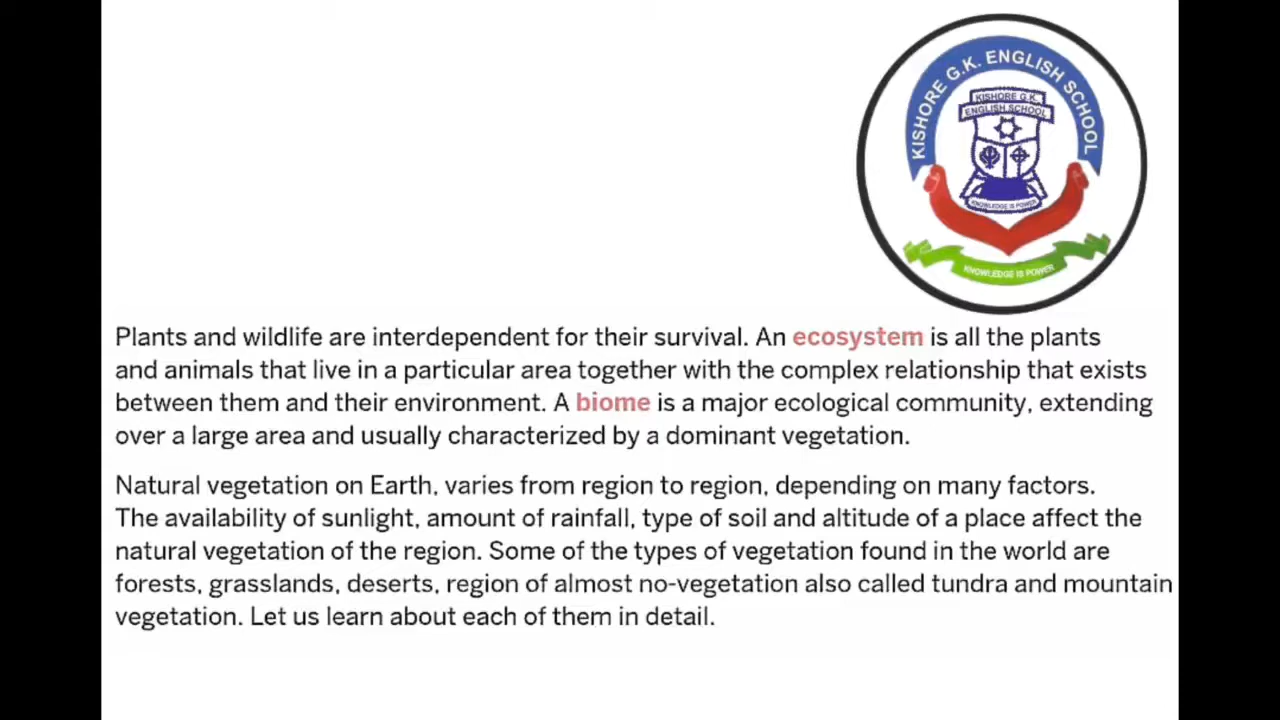 KISHORE G.K. ENGLISH SCHOOL
KISHORE G.K.
ENGLISH SCHOOL
KNOWLEDGE IS POWER
KNOWLEDGE IS POWER
Plants and wildlife are interdependent for their survival. An ecosystem is all the plants
and animals that live in a particular area together with the complex relationship that exists
between them and their environment. A biome is a major ecological community, extending
over a large area and usually characterized by a dominant vegetation.
Natural vegetation on Earth, varies from region to region, depending on many factors.
The availability of sunlight, amount of rainfall, type of soil and altitude of a place affect the
natural vegetation of the region. Some of the types of vegetation found in the world are
forests, grasslands, deserts, region of almost no-vegetation also called tundra and mountain
vegetation. Let us learn about each of them in detail.